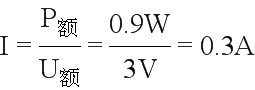 I = P额/U额 = 0.9W/3V = 0.3A